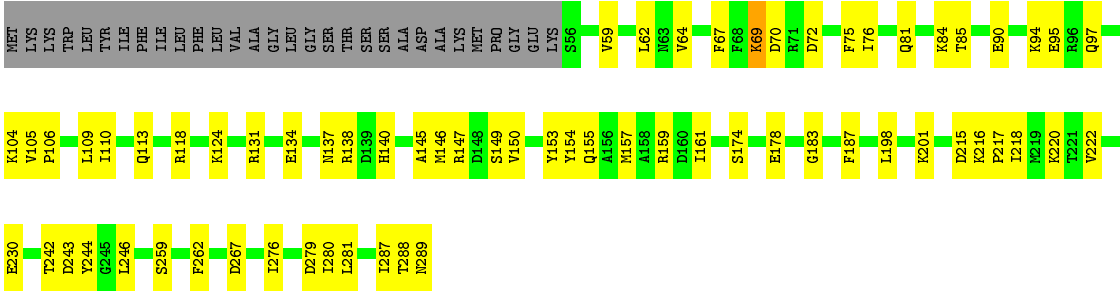 MET LYS LYS TRP LEU TYR ILE PHE ILE LEU PHE LEU VAL ALA GLY LEU GLY SER THR SER SER ALA ASP ALA LYS MET PRO GLY GLU LYS S56 V59 L62 N63 V64 F67 F68 K69 D70 R71 D72 F75 I76 Q81 K84 T85 E90 K94 E95 R96 Q97
K104 V105 P106 L109 I110 Q113 R118 K124 R131 E134 N137 R138 D139 H140 A145 M146 R147 D148 S149 V150 Y153 Y154 Q155 A156 M157 A158 R159 D160 I161 S174 E178 G183 F187 L198 K201 D215 K216 P217 I218 M219 K220 T221 V222
E230 T242 D243 Y244 G245 L246 S259 F262 D267 I276 D279 I280 L281 I287 T288 N289